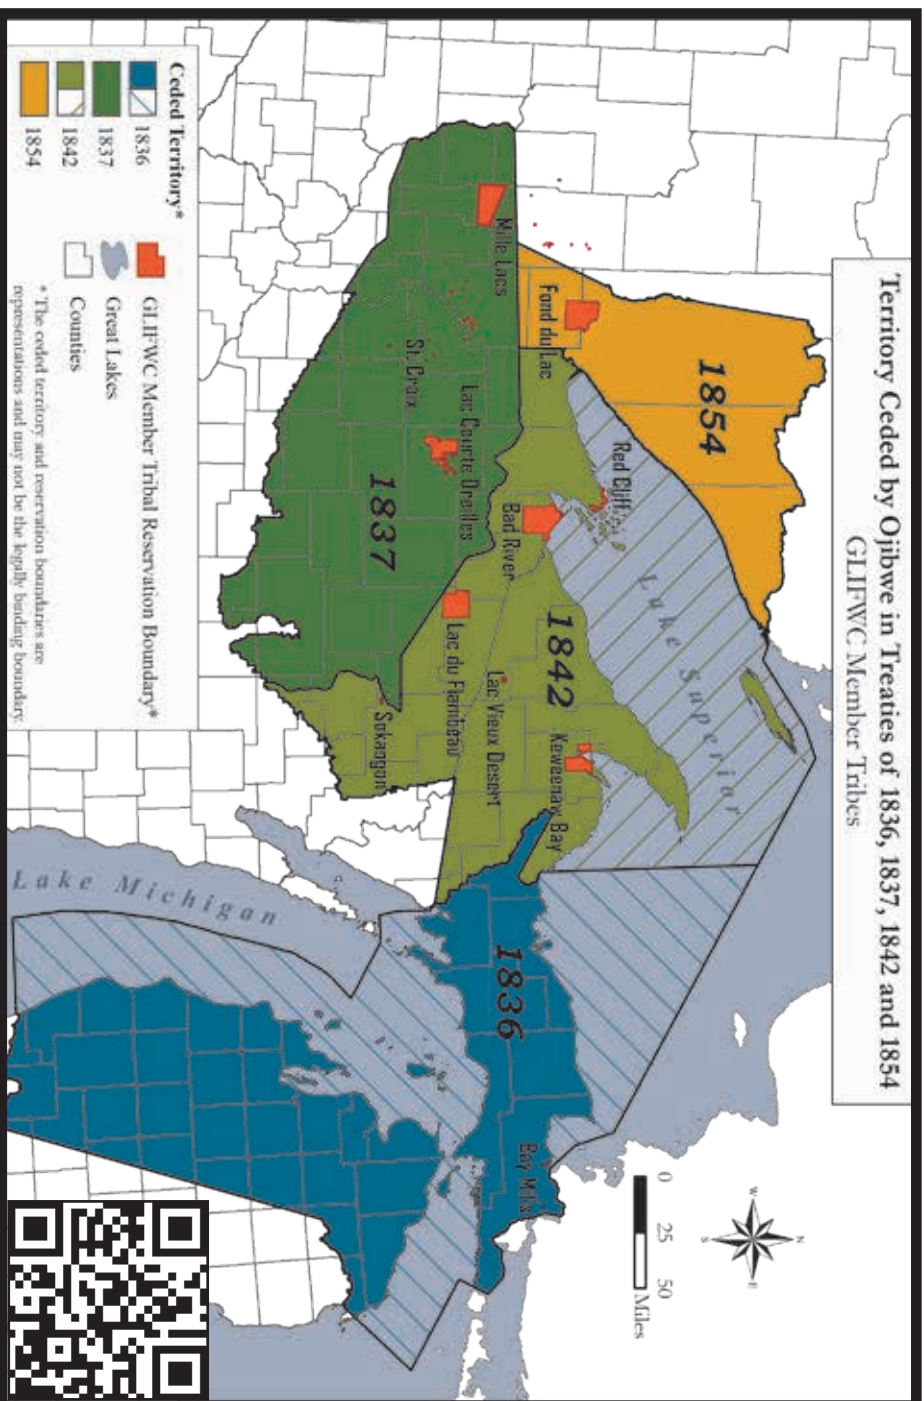 Territory Ceded by Ojibwe in Treaties of 1836, 1837, 1842 and 1854
GLIFWC Member Tribes
N
W
E
S
0 25 50
Miles
1854
Fond du Lac
Mille Lacs
Red Cliff
Lake Superior
Bad River
1842
Keweenaw Bay
St. Croix
Lac Courte Oreilles
1837
Lac du Flambeau
Lac Vieux Desert
Sokaogon
1836
Bay Mills
Lake Michigan
Ceded Territory*
1836
1837
1842
1854
GLIFWC Member Tribal Reservation Boundary*
Great Lakes
Counties
* The ceded territory and reservation boundaries are
representations and may not be the legally binding boundary.